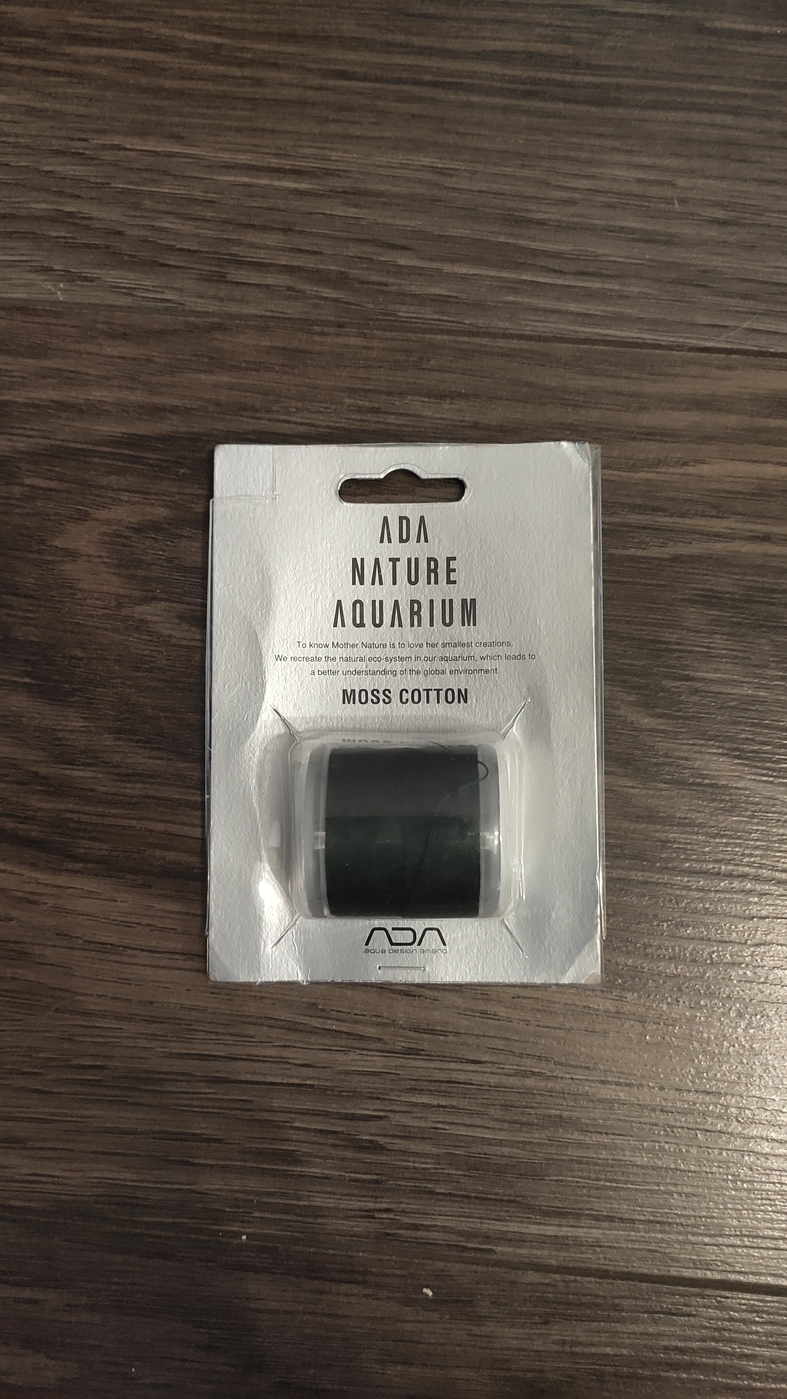 ADA
NATURE
AQUARIUM
To know Mother Nature is to love her smallest creations.
We recreate the natural eco-system in our aquarium, which leads to
a better understanding of the global environment.
MOSS COTTON
ADA
aqua design amano